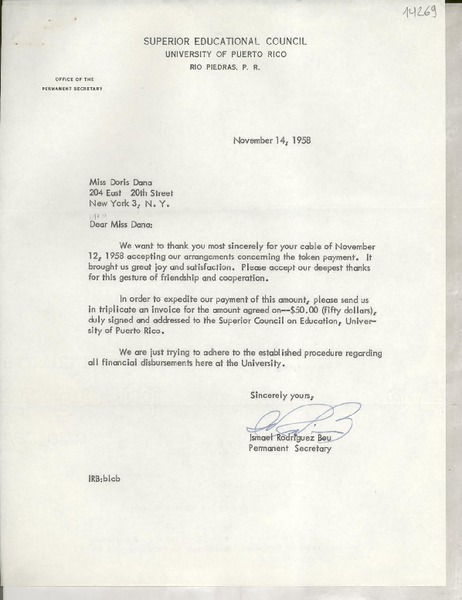 14269
SUPERIOR EDUCATIONAL COUNCIL
UNIVERSITY OF PUERTO RICO
RIO PIEDRAS, P. R.
OFFICE OF THE
PERMANENT SECRETARY
November 14, 1958
Miss Doris Dana
204 East 20th Street
New York 3, N. Y.
Dear Miss Dana:
We want to thank you most sincerely for your cable of November
12, 1958 accepting our arrangements concerning the token payment. It
brought us great joy and satisfaction. Please accept our deepest thanks
for this gesture of friendship and cooperation.
In order to expedite our payment of this amount, please send us
in triplicate an invoice for the amount agreed on--$50.00 (fifty dollars),
duly signed and addressed to the Superior Council on Education, Univer-
sity of Puerto Rico.
We are just trying to adhere to the established procedure regarding
all financial disbursements here at the University.
Sincerely yours,
Ismael Rodríguez Bou
Permanent Secretary
IRB:blcb